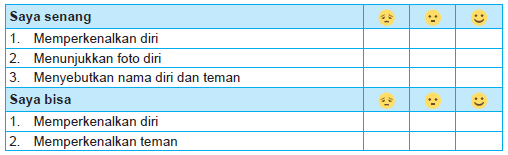 Saya senang
1. Memperkenalkan diri
2. Menunjukkan foto diri
3. Menyebutkan nama diri dan teman
Saya bisa
1. Memperkenalkan diri
2. Memperkenalkan teman